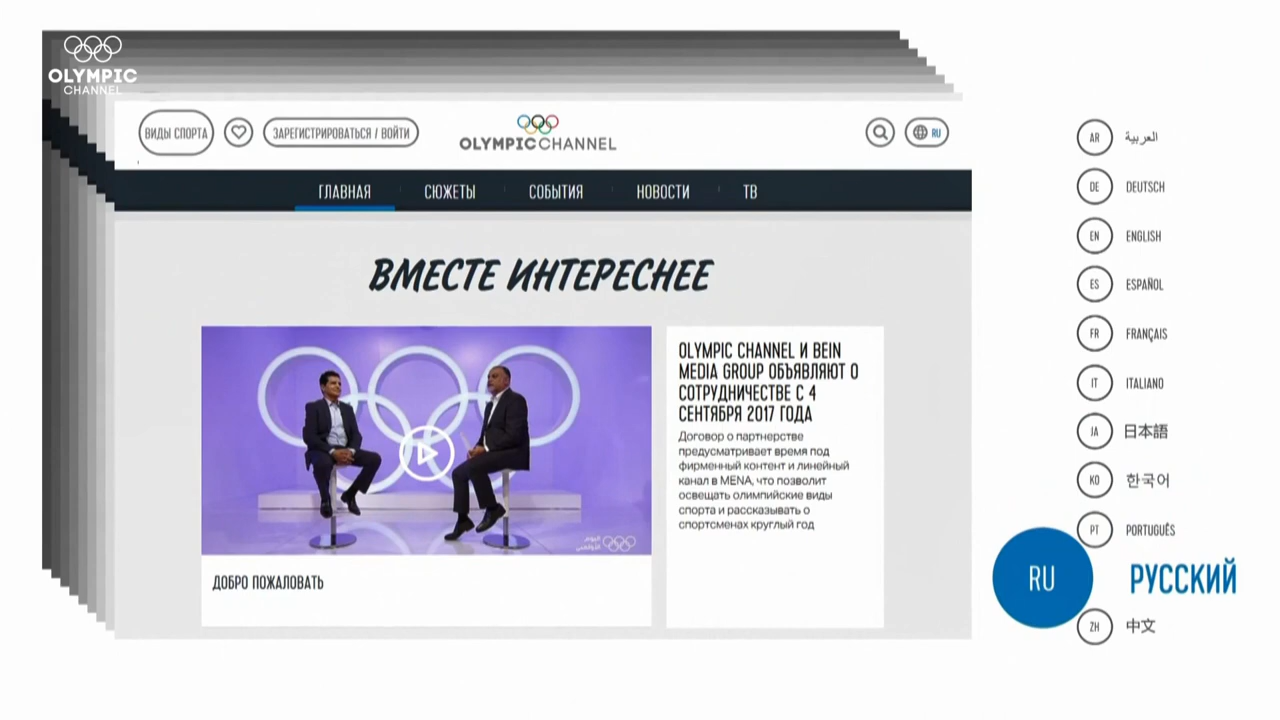 OLYMPIC
CHANNEL
ВИДЫ СПОРТА
ЗАРЕГИСТРИРОВАТЬСЯ / ВОЙТИ
OLYMPICCHANNEL
RU
ГЛАВНАЯ
СЮЖЕТЫ
СОБЫТИЯ
НОВОСТИ
ТВ
ВМЕСТЕ ИНТЕРЕСНЕЕ
اليوم
الأولمبي
ДОБРО ПОЖАЛОВАТЬ
OLYMPIC CHANNEL И BEIN
MEDIA GROUP ОБЪЯВЛЯЮТ О
СОТРУДНИЧЕСТВЕ С 4
СЕНТЯБРЯ 2017 ГОДА
Договор о партнерстве
предусматривает время под
фирменный контент и линейный
канал в MENA, что позволит
освещать олимпийские виды
спорта и рассказывать о
спортсменах круглый год
AR العربية
DE DEUTSCH
EN ENGLISH
ES ESPAÑOL
FR FRANÇAIS
IT ITALIANO
JA 日本語
KO 한국어
PT PORTUGUÊS
RU РУССКИЙ
ZH 中文